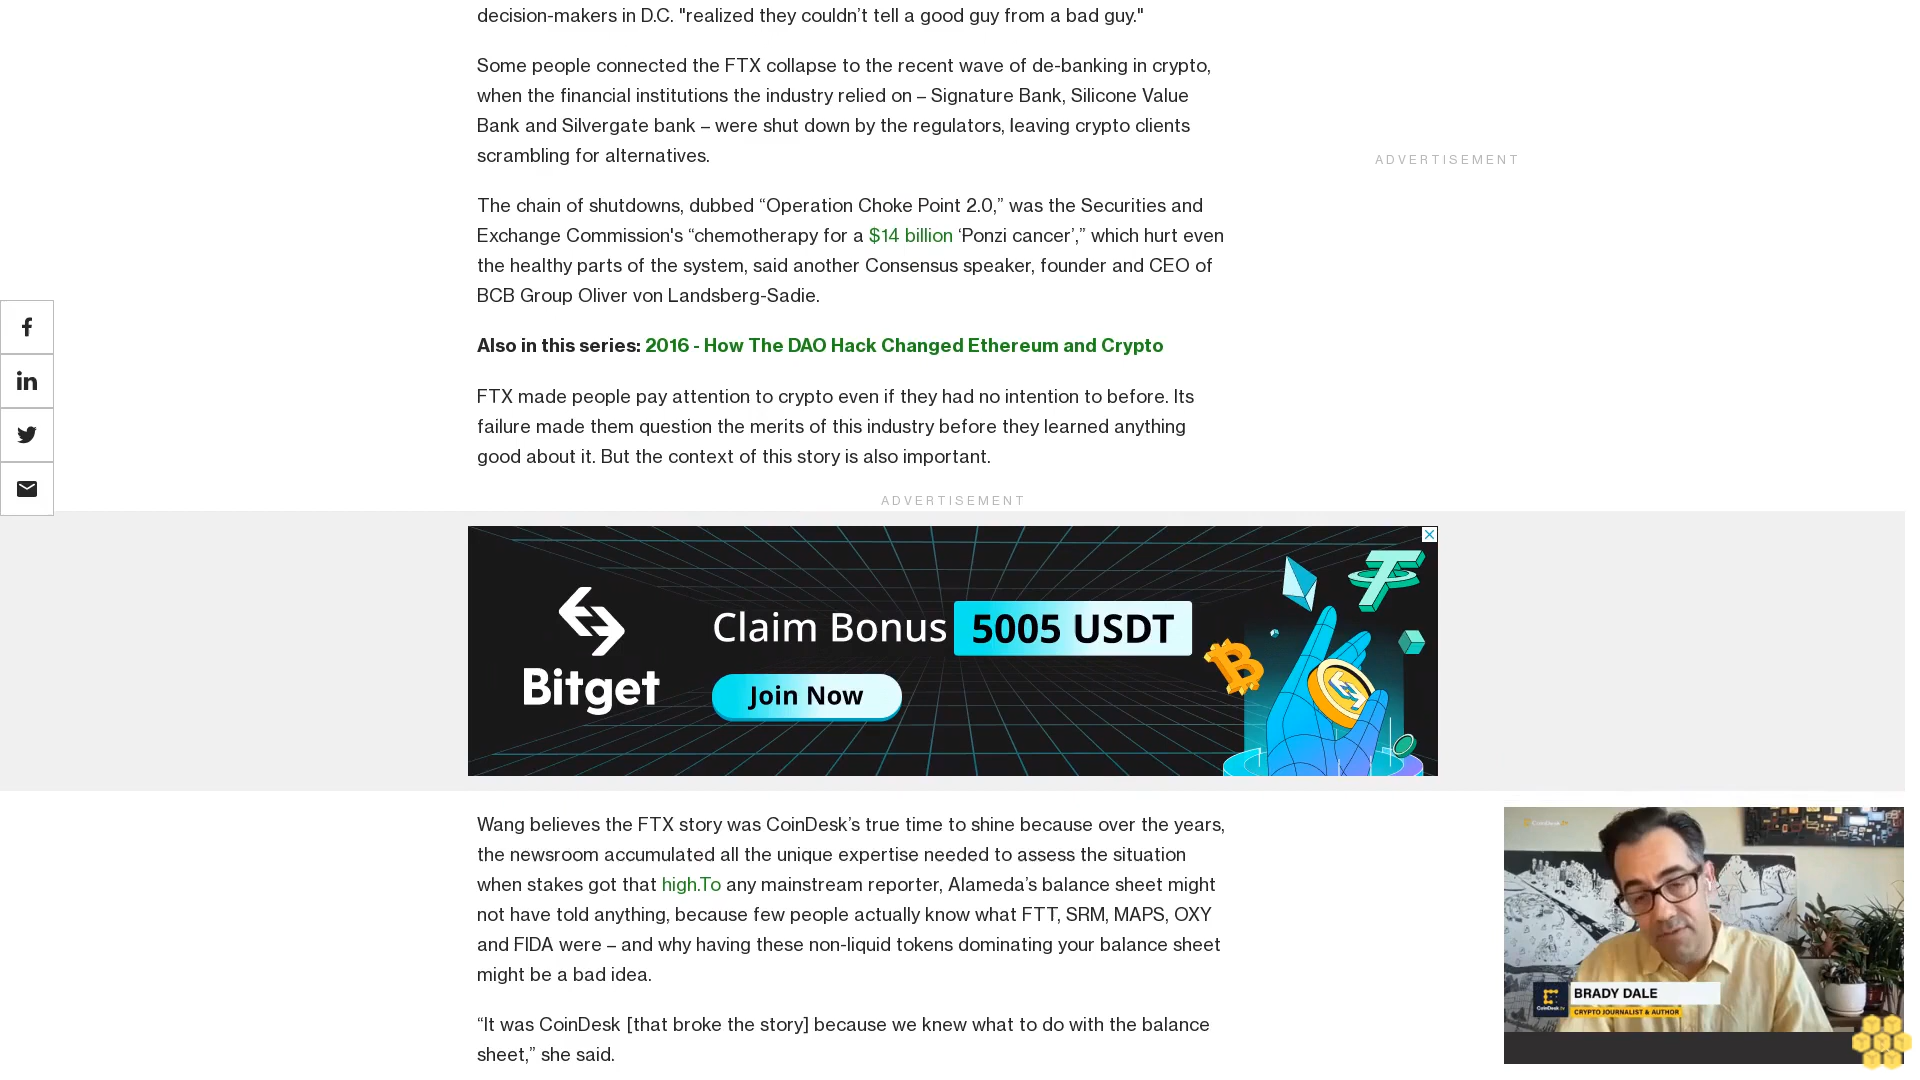 decision-makers in D.C. "realized they couldn’t tell a good guy from a bad guy."
Some people connected the FTX collapse to the recent wave of de-banking in crypto,
when the financial institutions the industry relied on – Signature Bank, Silicone Value
Bank and Silvergate bank – were shut down by the regulators, leaving crypto clients
scrambling for alternatives.
ADVERTISEMENT
The chain of shutdowns, dubbed “Operation Choke Point 2.0,” was the Securities and
Exchange Commission's “chemotherapy for a $14 billion ‘Ponzi cancer’,” which hurt even
the healthy parts of the system, said another Consensus speaker, founder and CEO of
BCB Group Oliver von Landsberg-Sadie.
Also in this series: 2016 - How The DAO Hack Changed Ethereum and Crypto
FTX made people pay attention to crypto even if they had no intention to before. Its
failure made them question the merits of this industry before they learned anything
good about it. But the context of this story is also important.
ADVERTISEMENT
Bitget
Claim Bonus 5005 USDT
Join Now
Wang believes the FTX story was CoinDesk’s true time to shine because over the years,
the newsroom accumulated all the unique expertise needed to assess the situation
when stakes got that high.To any mainstream reporter, Alameda’s balance sheet might
not have told anything, because few people actually know what FTT, SRM, MAPS, OXY
and FIDA were – and why having these non-liquid tokens dominating your balance sheet
might be a bad idea.
“It was CoinDesk [that broke the story] because we knew what to do with the balance
sheet,” she said.
CoinDesk tv
BRADY DALE
CRYPTO JOURNALIST & AUTHOR